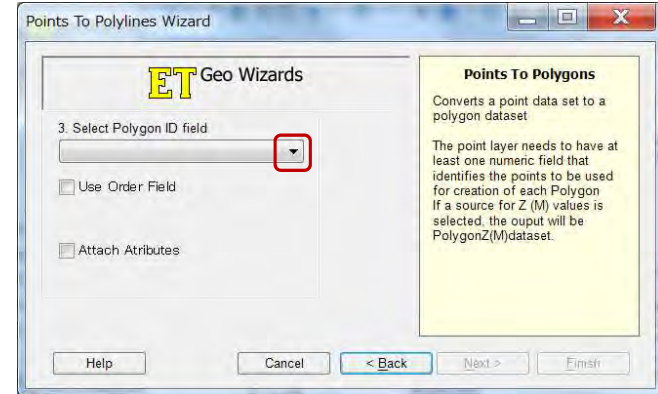 Points To Polylines Wizard
ET Geo Wizards
3. Select Polygon ID field
Use Order Field
Attach Atributes
Points To Polygons
Converts a point data set to a
polygon dataset
The point layer needs to have at
least one numeric field that
identifies the points to be used
for creation of each Polygon
If a source for Z (M) values is
selected, the ouput will be
PolygonZ(M)dataset.
Help
Cancel
< Back
Next >
Finish